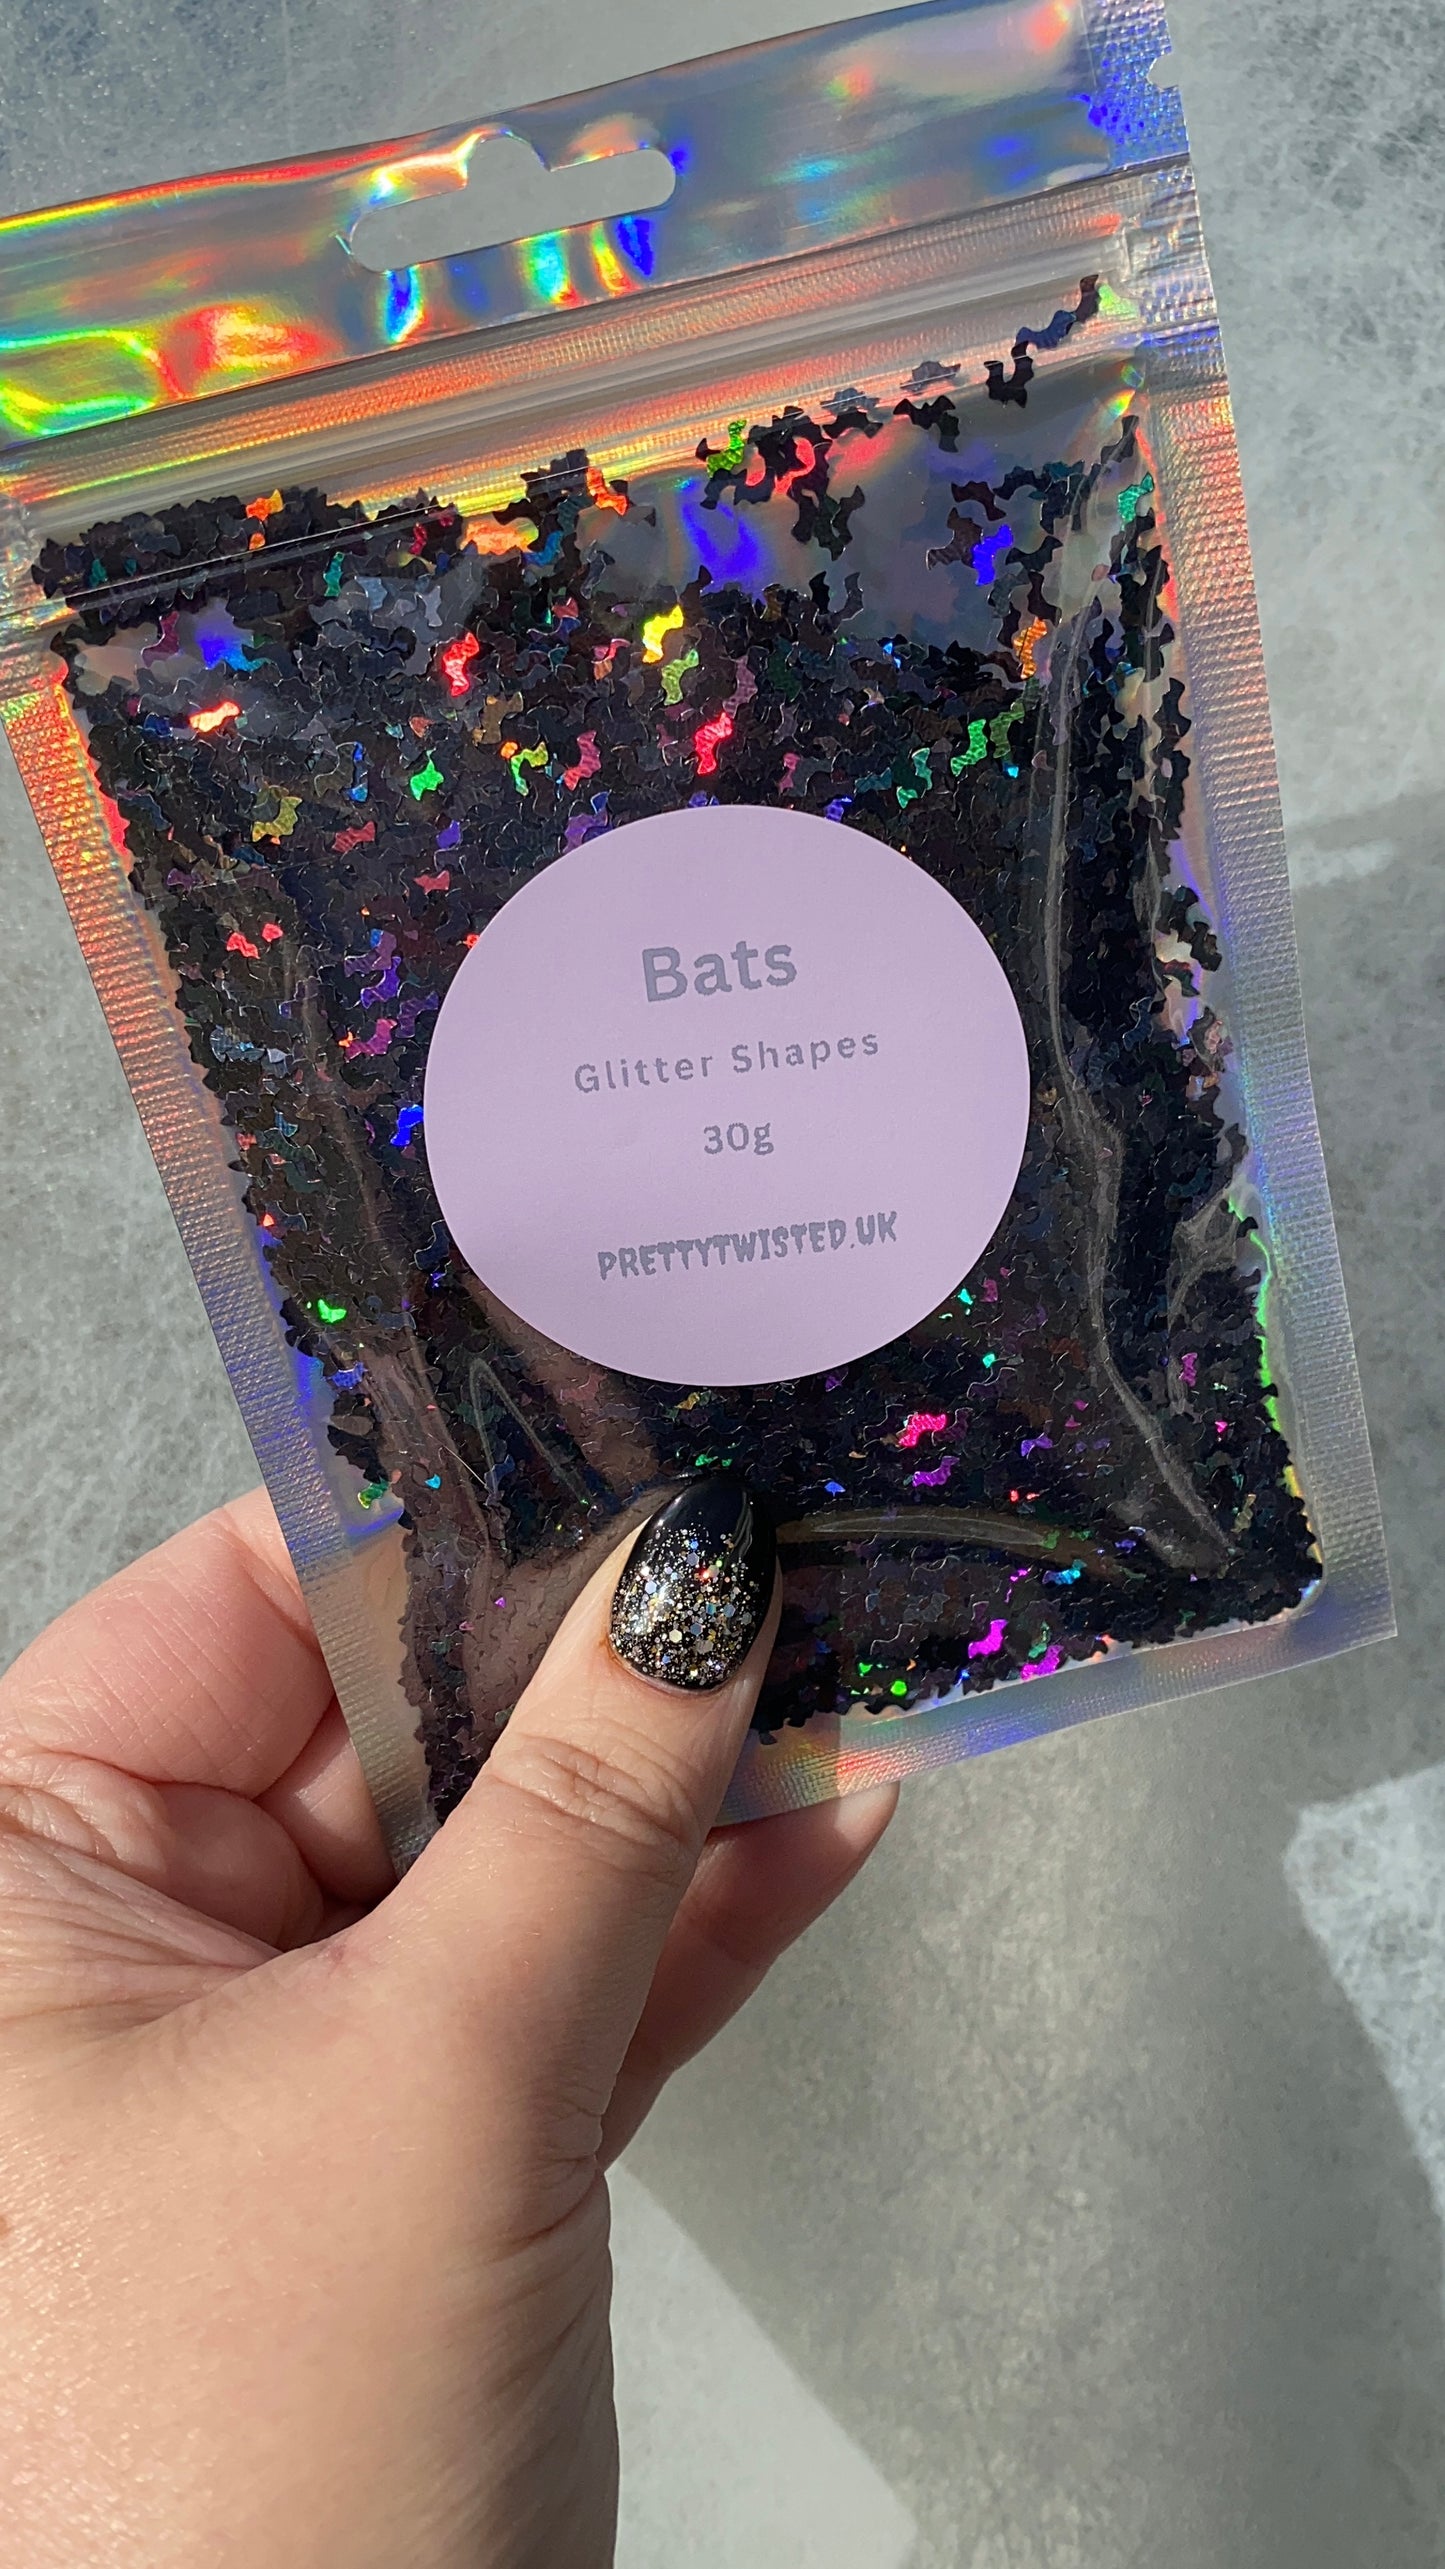 Bats
Glitter Shapes
30g
PRETTYTWISTED.UK